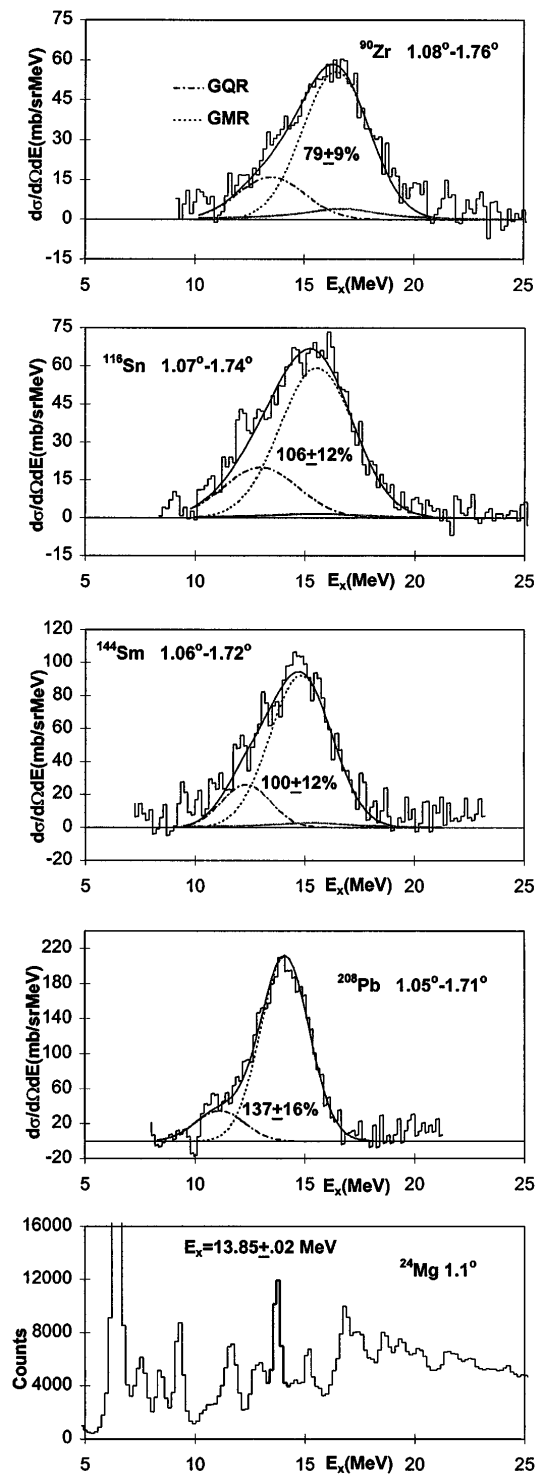 75
⁹⁰Zr 1.08°-1.76°
60
GQR
45
GMR
30
79±9%
15
0
-15
dσ/dΩdE(mb/srMeV)
5 10 15 Eₓ(MeV) 20 25
75
¹¹⁶Sn 1.07°-1.74°
60
45
30
106±12%
15
0
-15
dσ/dΩdE(mb/srMeV)
5 10 15 Eₓ(MeV) 20 25
120
¹⁴⁴Sm 1.06°-1.72°
100
80
60
40
100±12%
20
0
-20
dσ/dΩdE(mb/srMeV)
5 10 15 Eₓ(MeV) 20 25
220
²⁰⁸Pb 1.05°-1.71°
180
140
100
60
137±16%
20
-20
dσ/dΩdE(mb/srMeV)
5 10 15 Eₓ(MeV) 20 25
16000
Eₓ=13.85±.02 MeV
²⁴Mg 1.1°
12000
8000
4000
0
Counts
5 10 15 Eₓ(MeV) 20 25